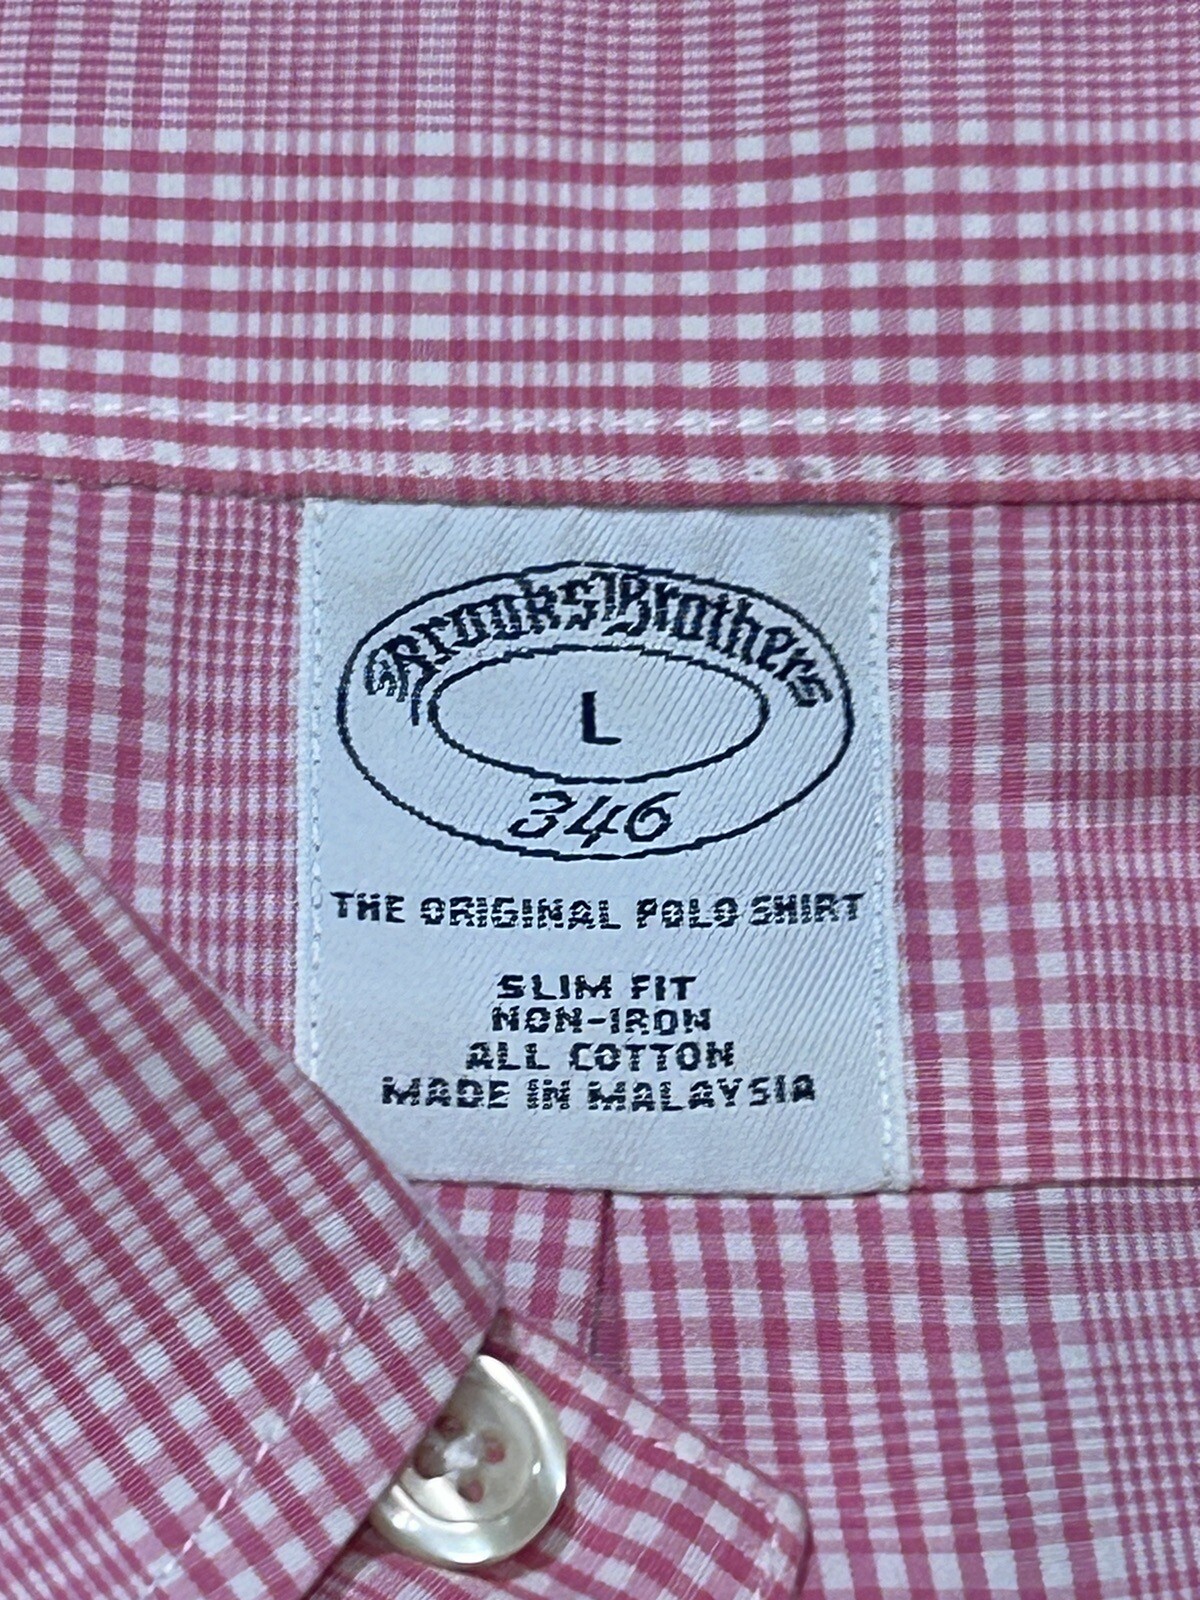 Brooks Brothers
L
346
THE ORIGINAL POLO SHIRT
SLIM FIT
NON-IRON
ALL COTTON
MADE IN MALAYSIA